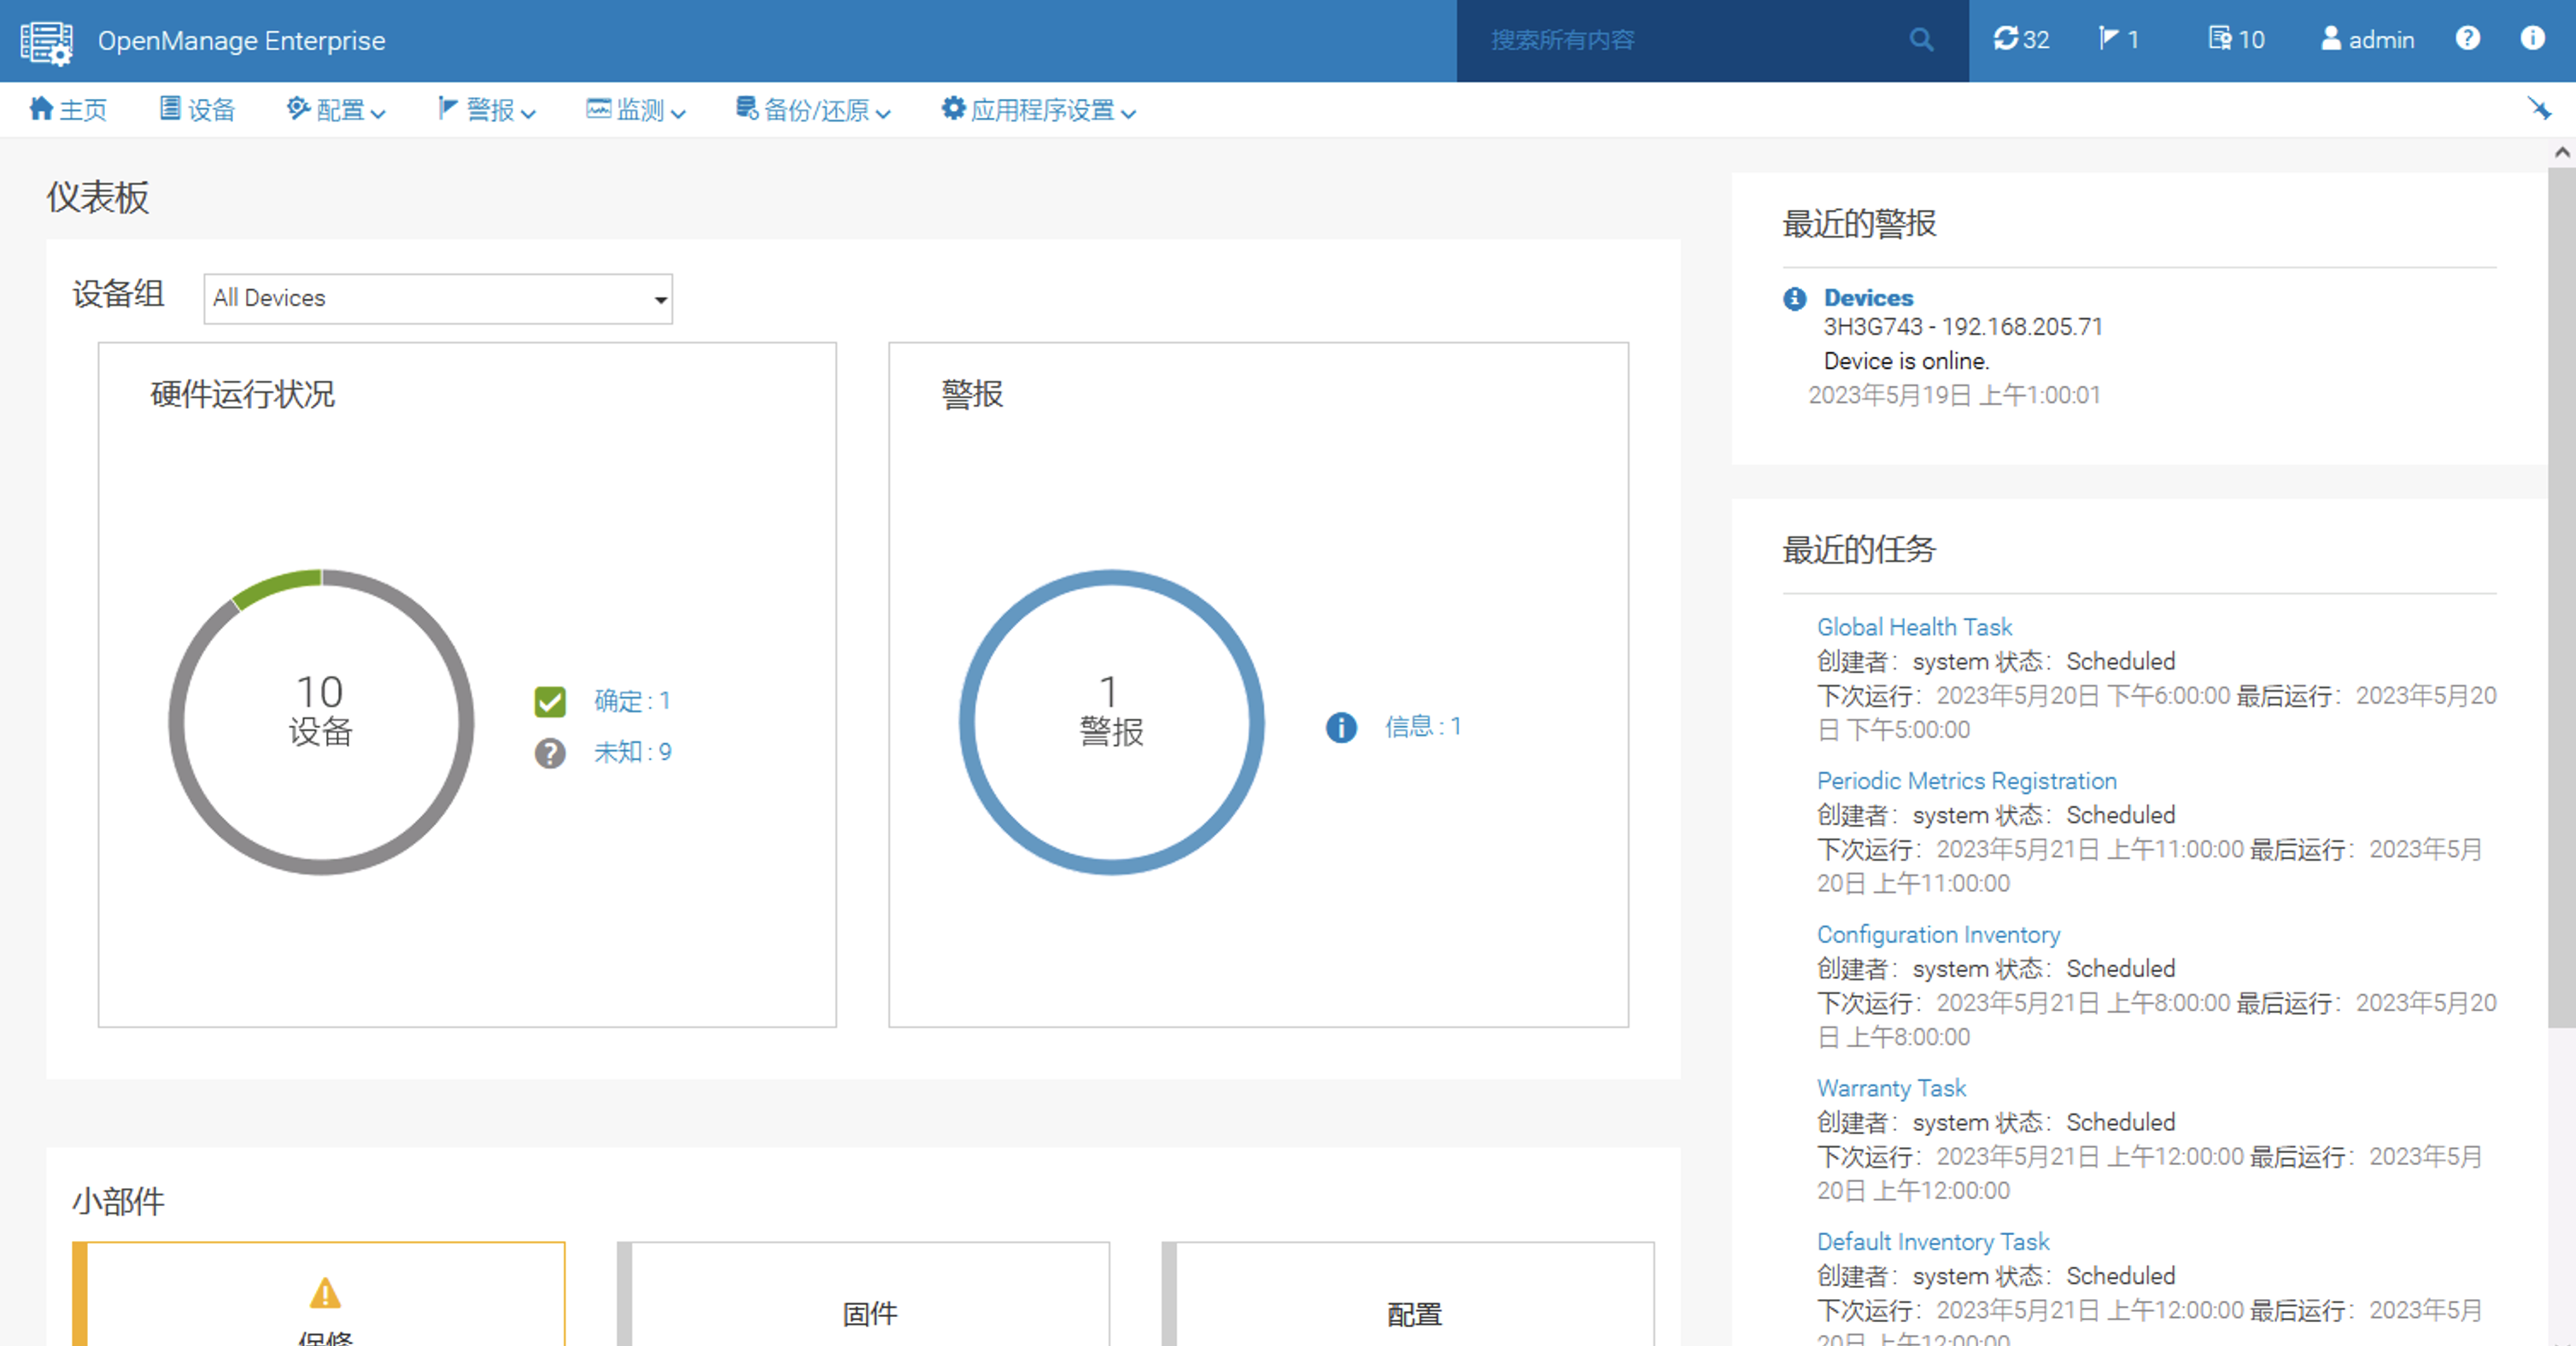 OpenManage Enterprise
搜索所有内容
32
1
10
admin
主页
设备
配置
警报
监测
备份/还原
应用程序设置
仪表板
设备组
All Devices
硬件运行状况
10
设备
确定 : 1
未知 : 9
警报
1
警报
信息 : 1
小部件
保修
固件
配置
最近的警报
Devices
3H3G743 - 192.168.205.71
Device is online.
2023年5月19日 上午1:00:01
最近的任务
Global Health Task
创建者：system 状态：Scheduled
下次运行：2023年5月20日 下午6:00:00 最后运行：2023年5月20
日 下午5:00:00
Periodic Metrics Registration
创建者：system 状态：Scheduled
下次运行：2023年5月21日 上午11:00:00 最后运行：2023年5月
20日 上午11:00:00
Configuration Inventory
创建者：system 状态：Scheduled
下次运行：2023年5月21日 上午8:00:00 最后运行：2023年5月20
日 上午8:00:00
Warranty Task
创建者：system 状态：Scheduled
下次运行：2023年5月21日 上午12:00:00 最后运行：2023年5月
20日 上午12:00:00
Default Inventory Task
创建者：system 状态：Scheduled
下次运行：2023年5月21日 上午12:00:00 最后运行：2023年5月
20日 上午12:00:00